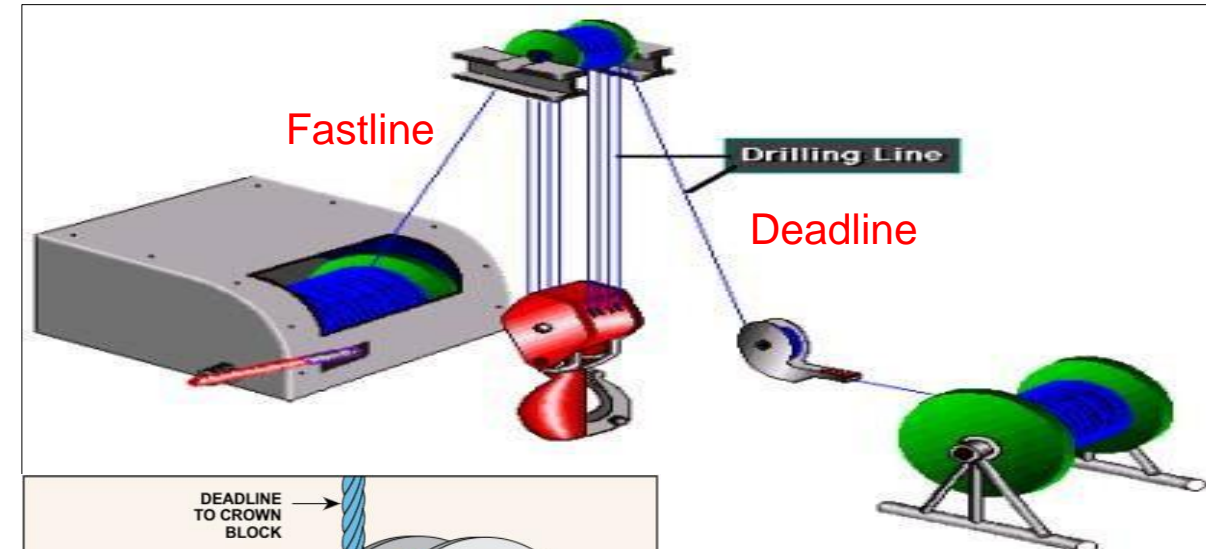 Fastline
Drilling Line
Deadline
DEADLINE
TO CROWN
BLOCK